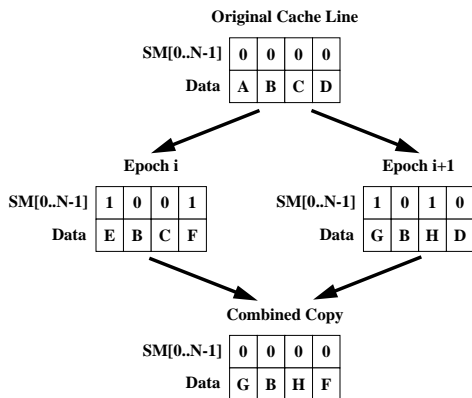 Original Cache Line
SM[0..N-1] 0 0 0 0
Data A B C D
Epoch i
SM[0..N-1] 1 0 0 1
Data E B C F
Epoch i+1
SM[0..N-1] 1 0 1 0
Data G B H D
Combined Copy
SM[0..N-1] 0 0 0 0
Data G B H F